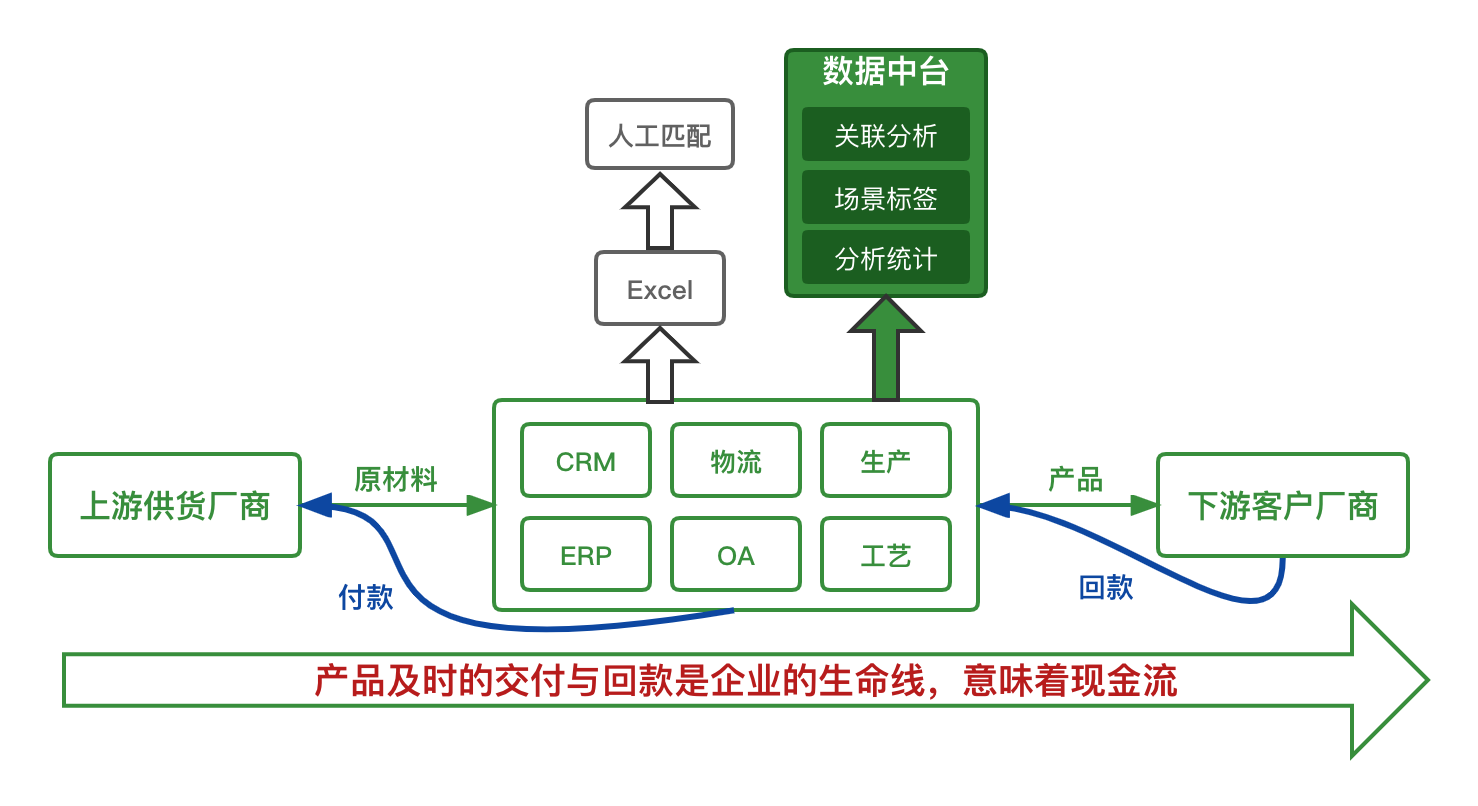 数据中台
关联分析
场景标签
分析统计
人工匹配
Excel
CRM
物流
生产
ERP
OA
工艺
上游供货厂商
原材料
付款
产品
下游客户厂商
回款
产品及时的交付与回款是企业的生命线，意味着现金流